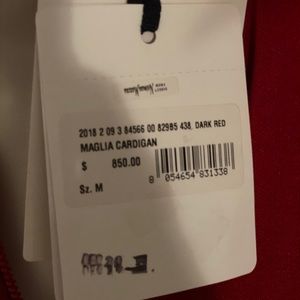 2018 2 09 3 84566 00 82985 438 DARK RED
MAGLIA CARDIGAN
$ 850.00
Sz. M
8 054654 831338